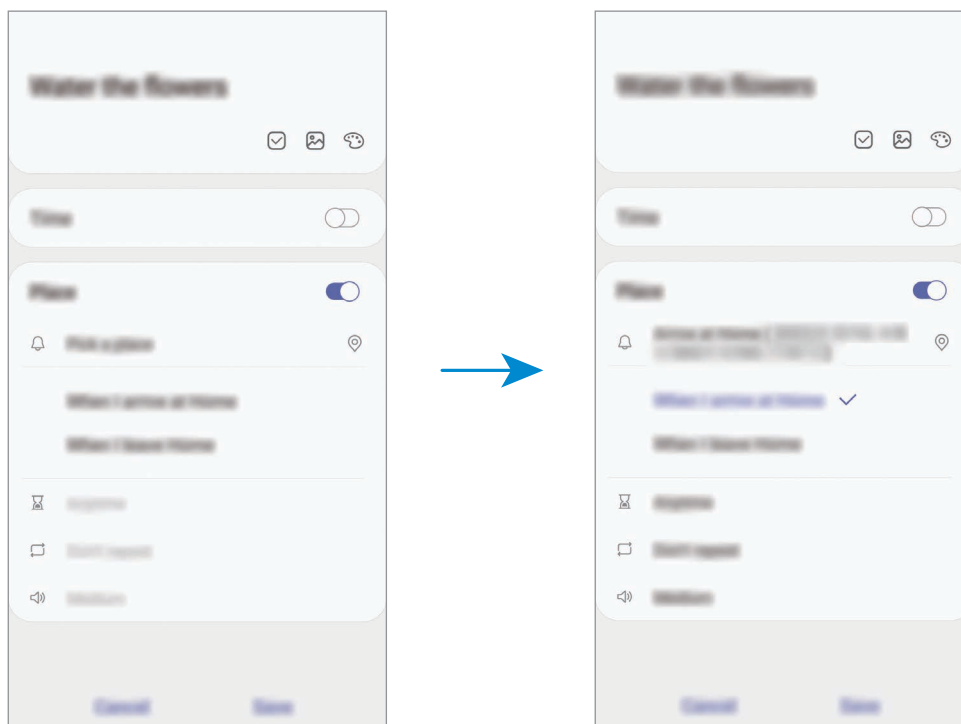 Water the flowers
Time
Place
Pick a place
When I arrive at Home
When I leave Home
Anytime
Don't repeat
Medium
Cancel
Save
Water the flowers
Time
Place
Arrive at Home (
When I arrive at Home
When I leave Home
Anytime
Don't repeat
Medium
Cancel
Save